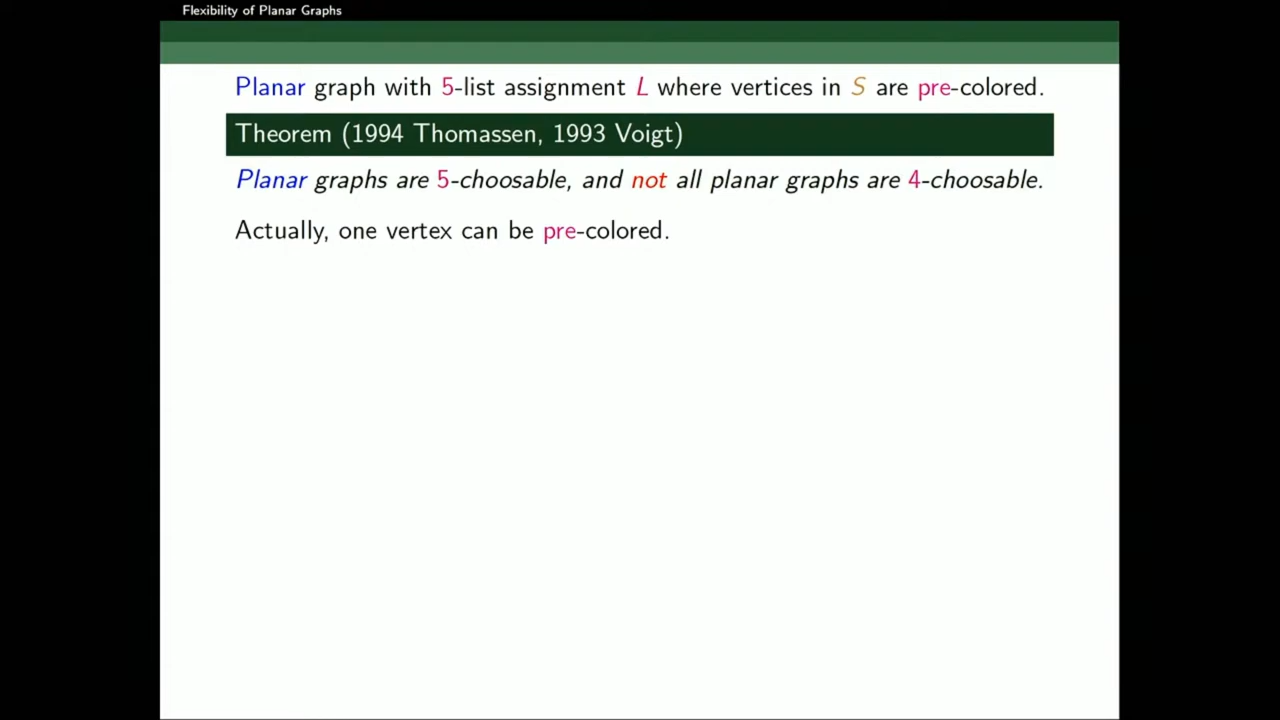 Flexibility of Planar Graphs
Planar graph with 5-list assignment L where vertices in S are pre-colored.
Theorem (1994 Thomassen, 1993 Voigt)
Planar graphs are 5-choosable, and not all planar graphs are 4-choosable.
Actually, one vertex can be pre-colored.